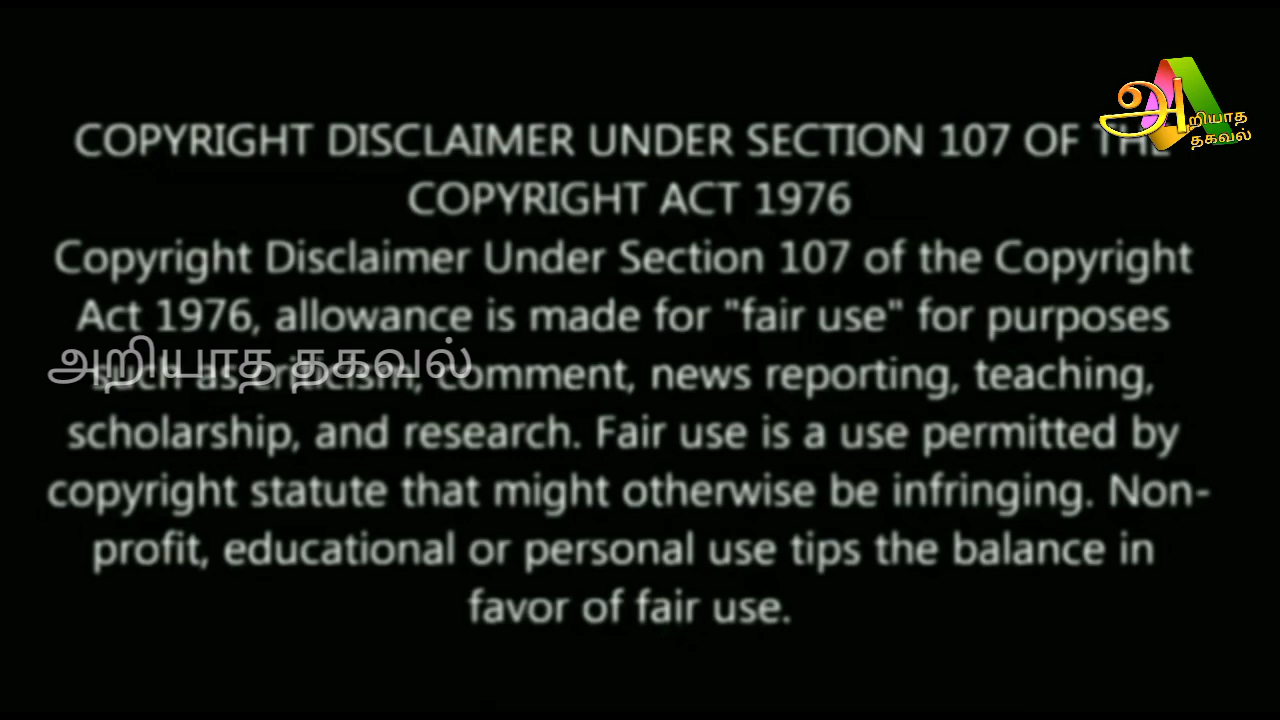 COPYRIGHT DISCLAIMER UNDER SECTION 107 OF THE
COPYRIGHT ACT 1976
Copyright Disclaimer Under Section 107 of the Copyright
Act 1976, allowance is made for "fair use" for purposes
such as criticism, comment, news reporting, teaching,
scholarship, and research. Fair use is a use permitted by
copyright statute that might otherwise be infringing. Non-
profit, educational or personal use tips the balance in
favor of fair use.
அறியாத தகவல்
அறியாத
தகவல்